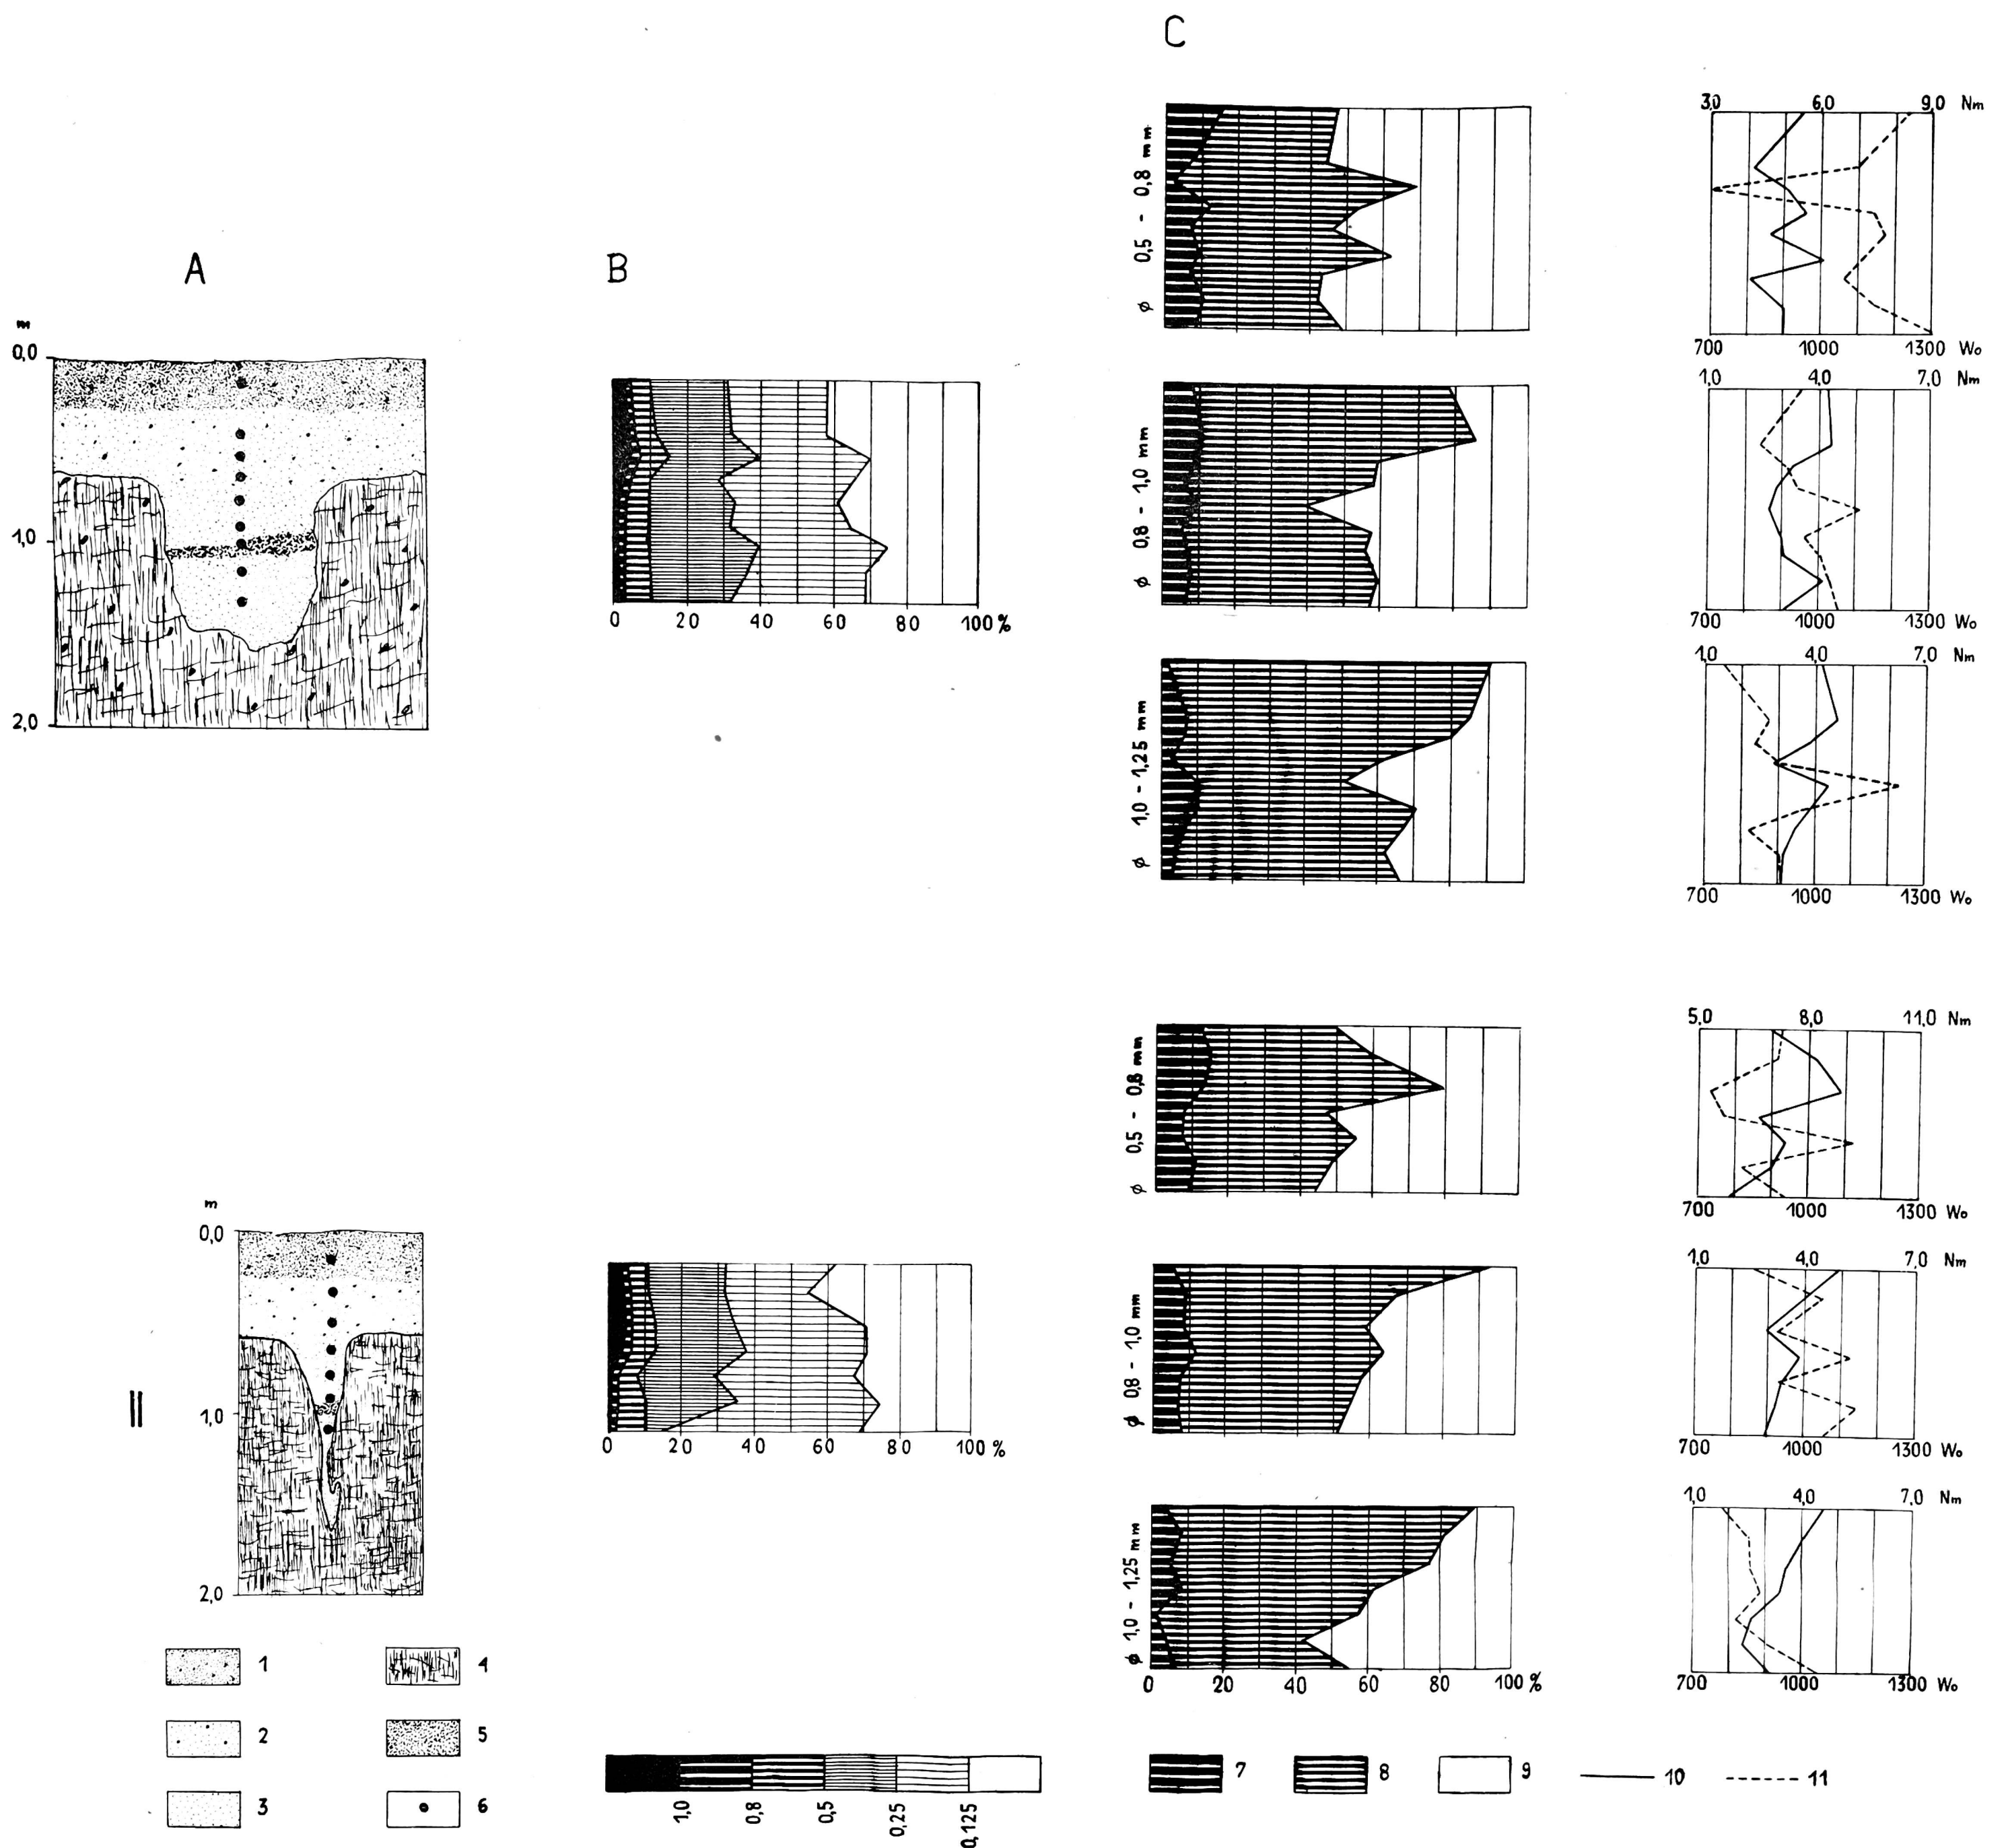 C
A
B
3,0 6,0 9,0 Nm
ϕ 0,5 - 0,8 mm
700 1000 1300 Wo
m
0,0
1,0
2,0
0 20 40 60 80 100 %
1,0 4,0 7,0 Nm
ϕ 0,8 - 1,0 mm
700 1000 1300 Wo
1,0 4,0 7,0 Nm
ϕ 1,0 - 1,25 mm
700 1000 1300 Wo
II
m
0,0
1,0
2,0
0 20 40 60 80 100 %
5,0 8,0 11,0 Nm
ϕ 0,5 - 0,8 mm
700 1000 1300 Wo
1,0 4,0 7,0 Nm
ϕ 0,8 - 1,0 mm
700 1000 1300 Wo
1,0 4,0 7,0 Nm
ϕ 1,0 - 1,25 mm
0 20 40 60 80 100 %
700 1000 1300 Wo
1 4
2 5
3 6
1,0 0,8 0,5 0,25 0,125
7 8 9 10 11